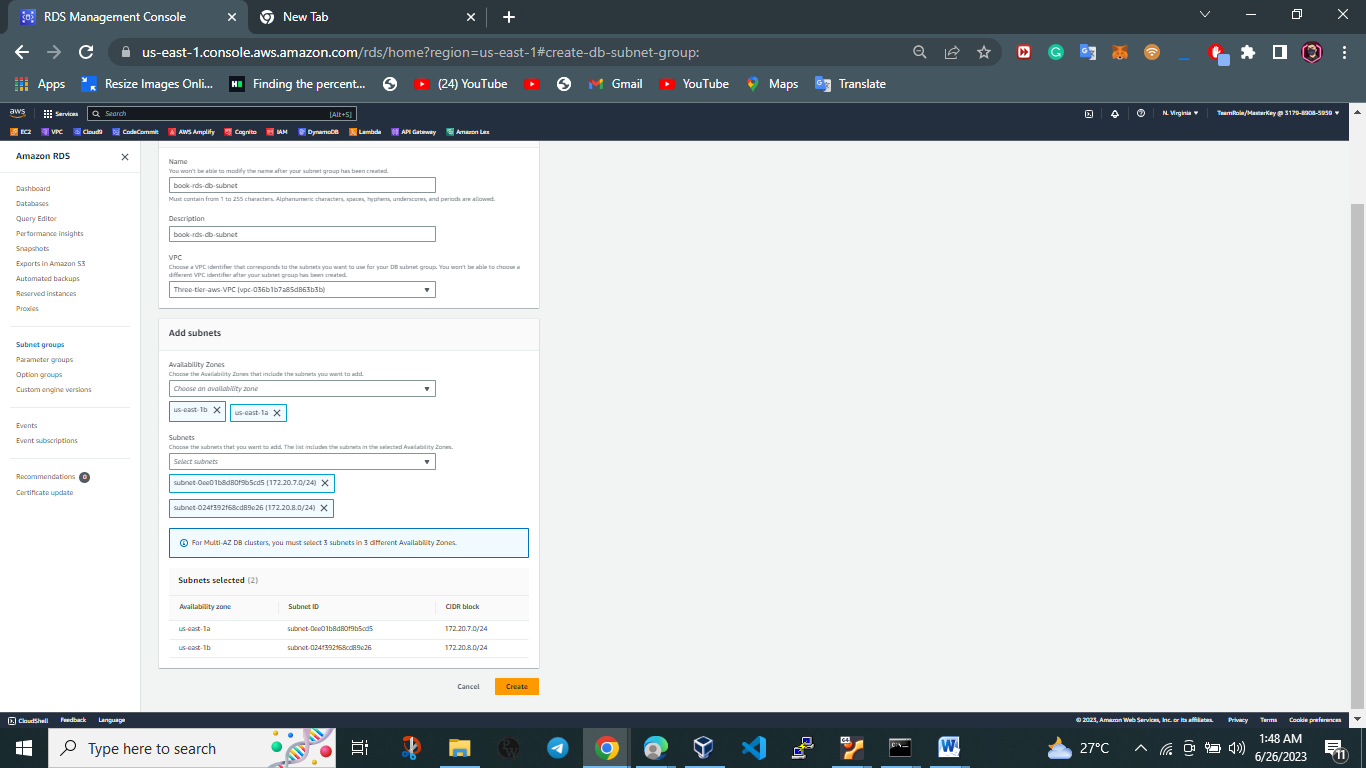 RDS Management Console
New Tab
us-east-1.console.aws.amazon.com/rds/home?region=us-east-1#create-db-subnet-group:
Apps Resize Images Onli... Finding the percent... (24) YouTube Gmail YouTube Maps Translate
aws Services Search [Alt+S] N. Virginia TeamRole/MasterKey @ 3179-8908-5959
EC2 VPC Cloud9 CodeCommit AWS Amplify Cognito IAM DynamoDB Lambda API Gateway Amazon Lex
Amazon RDS
Dashboard
Databases
Query Editor
Performance insights
Snapshots
Exports in Amazon S3
Automated backups
Reserved instances
Proxies
Subnet groups
Parameter groups
Option groups
Custom engine versions
Events
Event subscriptions
Recommendations 0
Certificate update
Name
You won't be able to modify the name after your subnet group has been created.
book-rds-db-subnet
Must contain from 1 to 255 characters. Alphanumeric characters, spaces, hyphens, underscores, and periods are allowed.
Description
book-rds-db-subnet
VPC
Choose a VPC identifier that corresponds to the subnets you want to use for your DB subnet group. You won't be able to choose a
different VPC identifier after your subnet group has been created.
Three-tier-aws-VPC (vpc-036b1b7a85d863b3b)
Add subnets
Availability Zones
Choose the Availability Zones that include the subnets you want to add.
Choose an availability zone
us-east-1b us-east-1a
Subnets
Choose the subnets that you want to add. The list includes the subnets in the selected Availability Zones.
Select subnets
subnet-0ee01b8d80f9b5cd5 (172.20.7.0/24)
subnet-024f392f68cd89e26 (172.20.8.0/24)
For Multi-AZ DB clusters, you must select 3 subnets in 3 different Availability Zones.
Subnets selected (2)
Availability zone Subnet ID CIDR block
us-east-1a subnet-0ee01b8d80f9b5cd5 172.20.7.0/24
us-east-1b subnet-024f392f68cd89e26 172.20.8.0/24
Cancel Create
CloudShell Feedback Language © 2023, Amazon Web Services, Inc. or its affiliates. Privacy Terms Cookie preferences
Type here to search
27°C
1:48 AM
6/26/2023
11